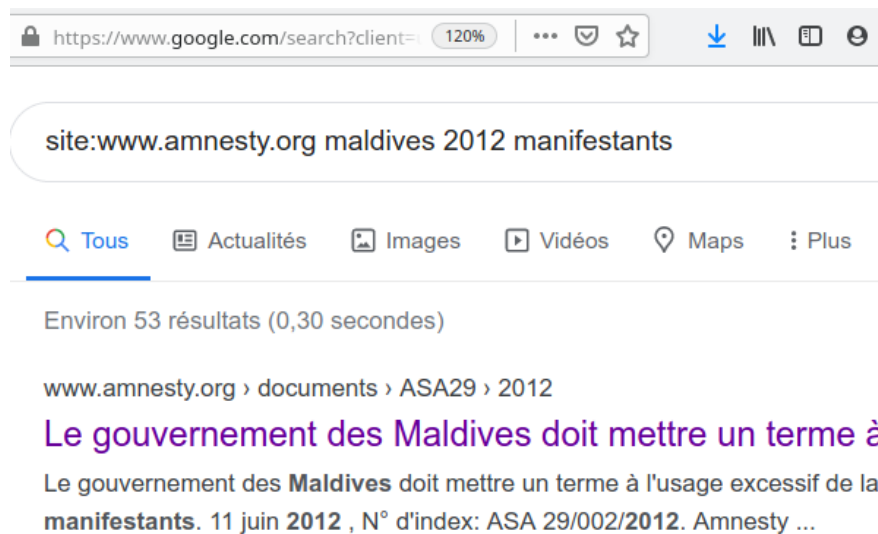 https://www.google.com/search?client= 120%
site:www.amnesty.org maldives 2012 manifestants
Tous Actualités Images Vidéos Maps Plus
Environ 53 résultats (0,30 secondes)
www.amnesty.org › documents › ASA29 › 2012
Le gouvernement des Maldives doit mettre un terme à
Le gouvernement des Maldives doit mettre un terme à l'usage excessif de la
manifestants. 11 juin 2012 , N° d'index: ASA 29/002/2012. Amnesty ...